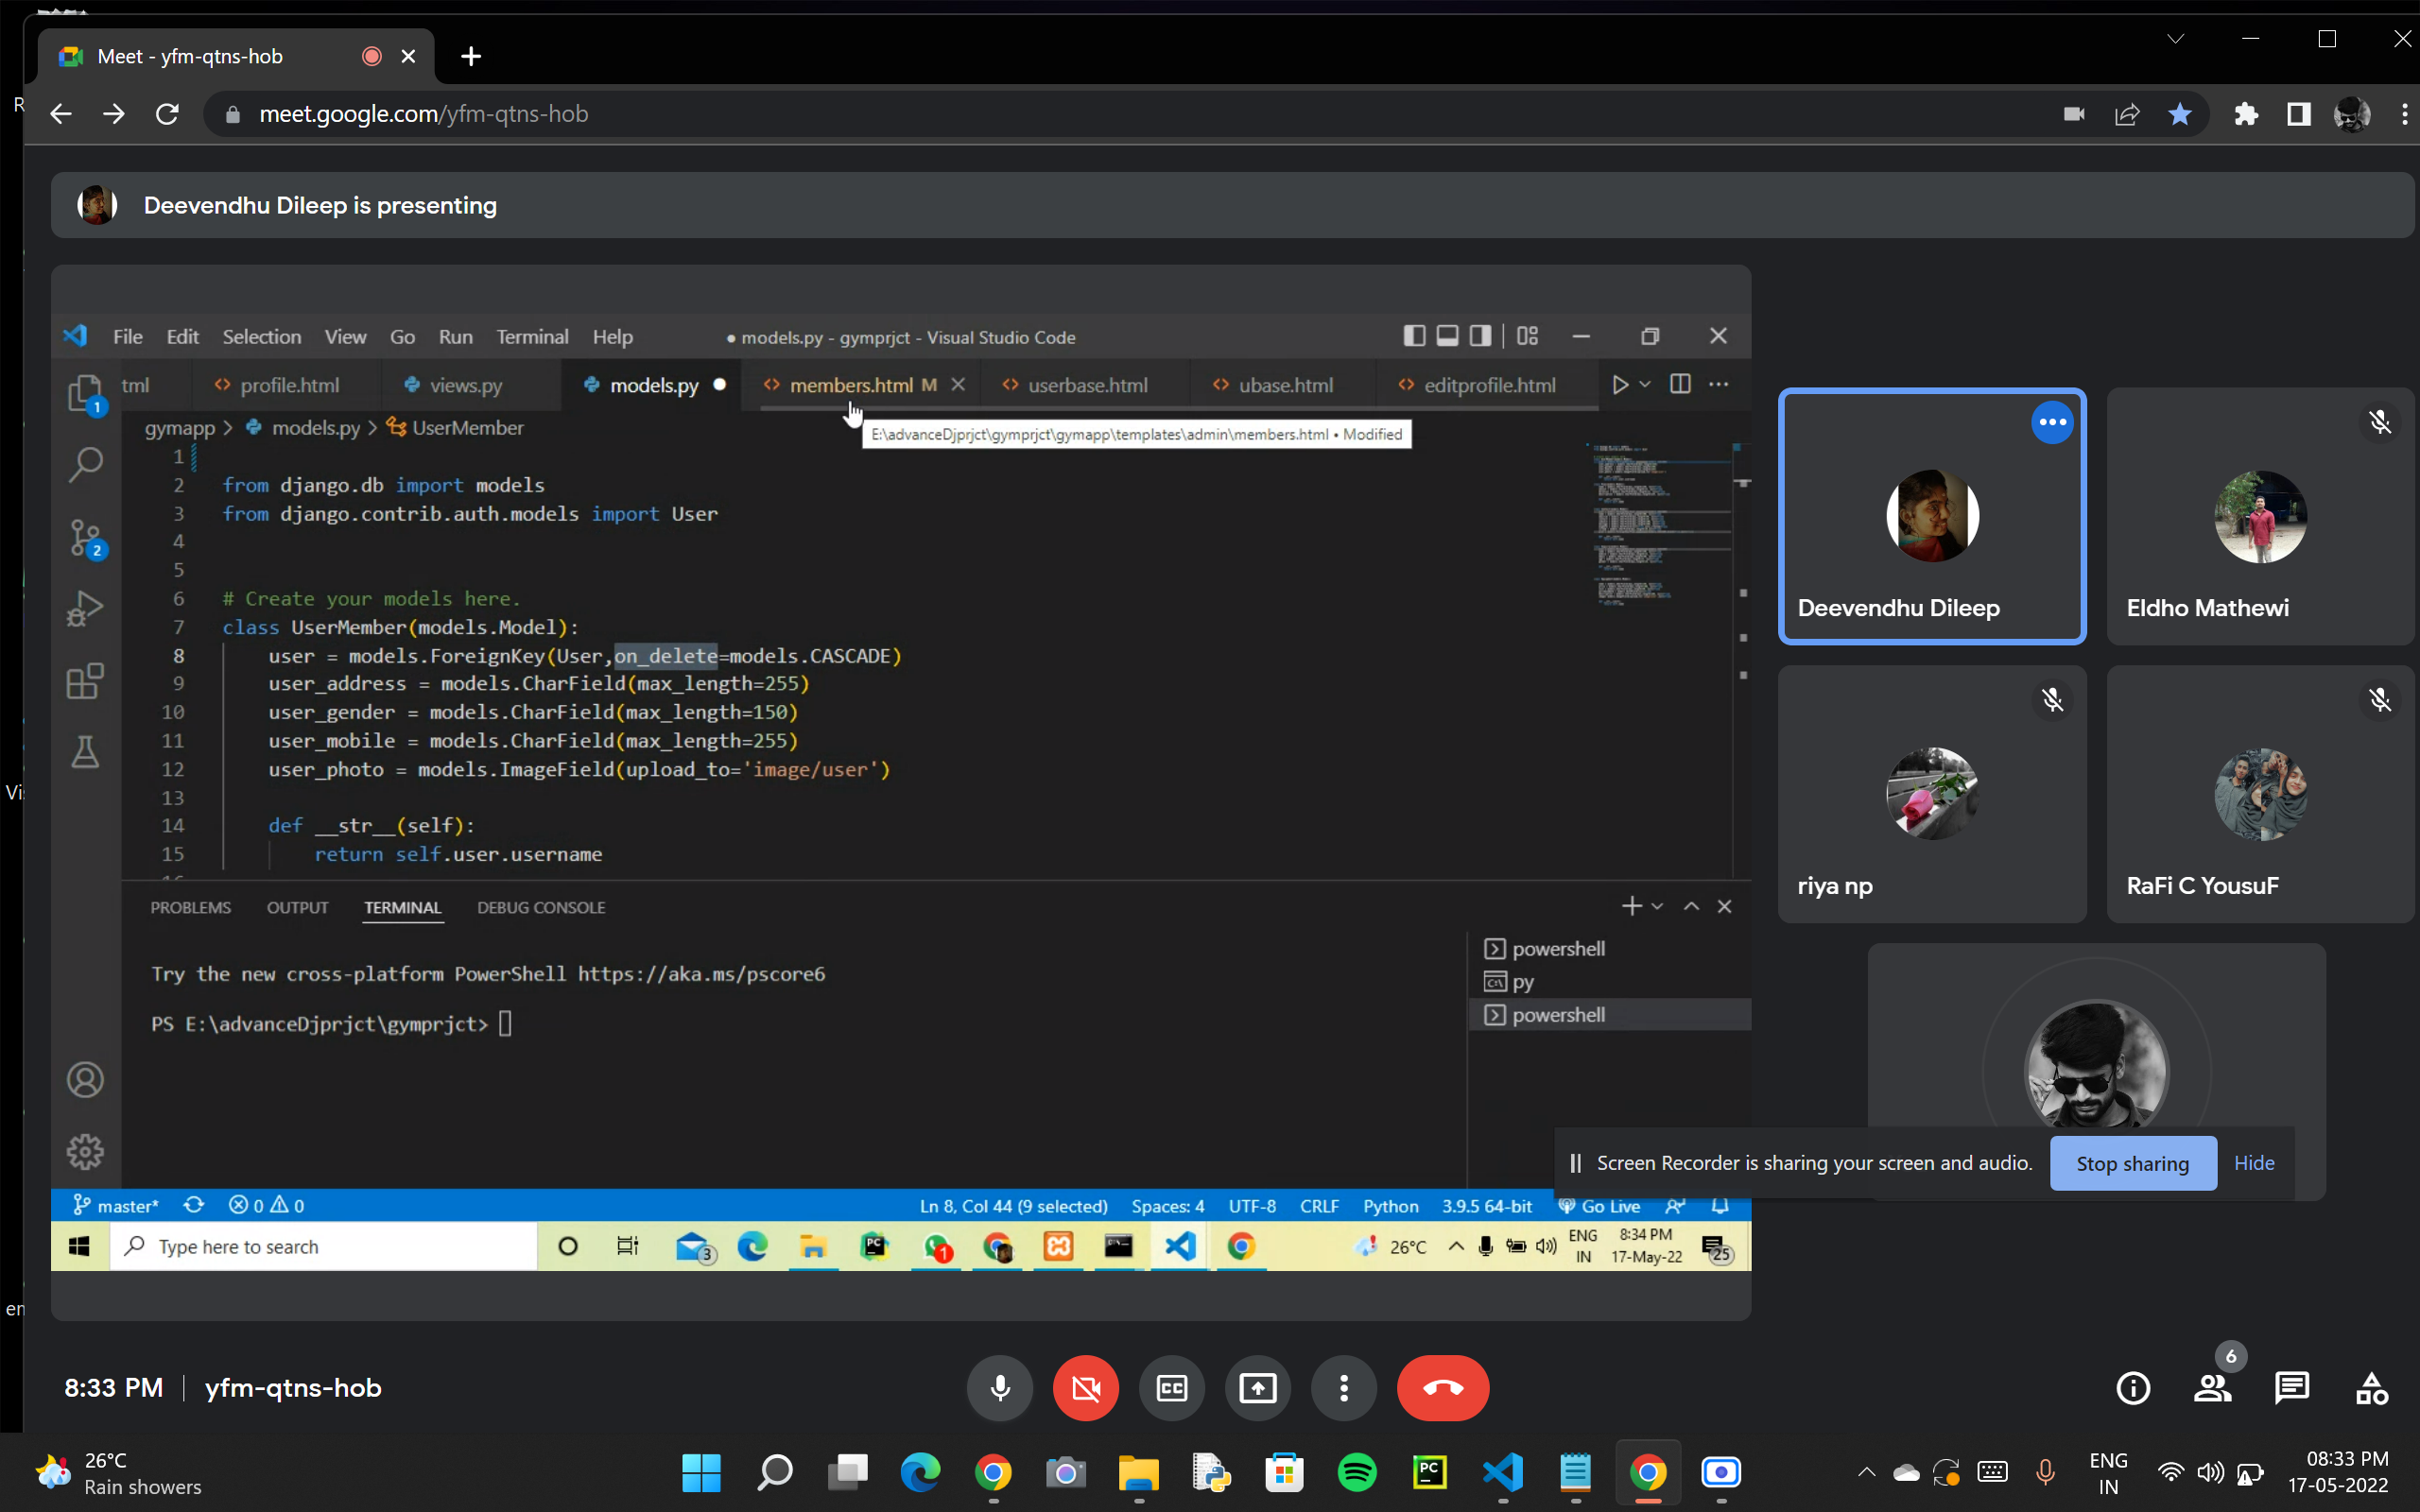 Meet - yfm-qtns-hob
meet.google.com/yfm-qtns-hob
Deevendhu Dileep is presenting
File Edit Selection View Go Run Terminal Help
● models.py - gymprjct - Visual Studio Code
tml
profile.html
views.py
models.py ●
members.html M
userbase.html
ubase.html
editprofile.html
gymapp > models.py > UserMember
E:\advanceDjprjct\gymprjct\gymapp\templates\admin\members.html • Modified
1
2 from django.db import models
3 from django.contrib.auth.models import User
4
5
6 # Create your models here.
7 class UserMember(models.Model):
8 user = models.ForeignKey(User,on_delete=models.CASCADE)
9 user_address = models.CharField(max_length=255)
10 user_gender = models.CharField(max_length=150)
11 user_mobile = models.CharField(max_length=255)
12 user_photo = models.ImageField(upload_to='image/user')
13
14 def __str__(self):
15 return self.user.username
1
2
PROBLEMS OUTPUT TERMINAL DEBUG CONSOLE
Try the new cross-platform PowerShell https://aka.ms/pscore6
PS E:\advanceDjprjct\gymprjct>
powershell
py
powershell
master* 0 0
Ln 8, Col 44 (9 selected) Spaces: 4 UTF-8 CRLF Python 3.9.5 64-bit Go Live
Type here to search
3
PC
1
26°C
ENG
IN
8:34 PM
17-May-22
25
Deevendhu Dileep
Eldho Mathewi
riya np
RaFi C YousuF
Screen Recorder is sharing your screen and audio.
Stop sharing
Hide
8:33 PM | yfm-qtns-hob
CC
6
26°C
Rain showers
PC
ENG
IN
08:33 PM
17-05-2022
R
Vi
en